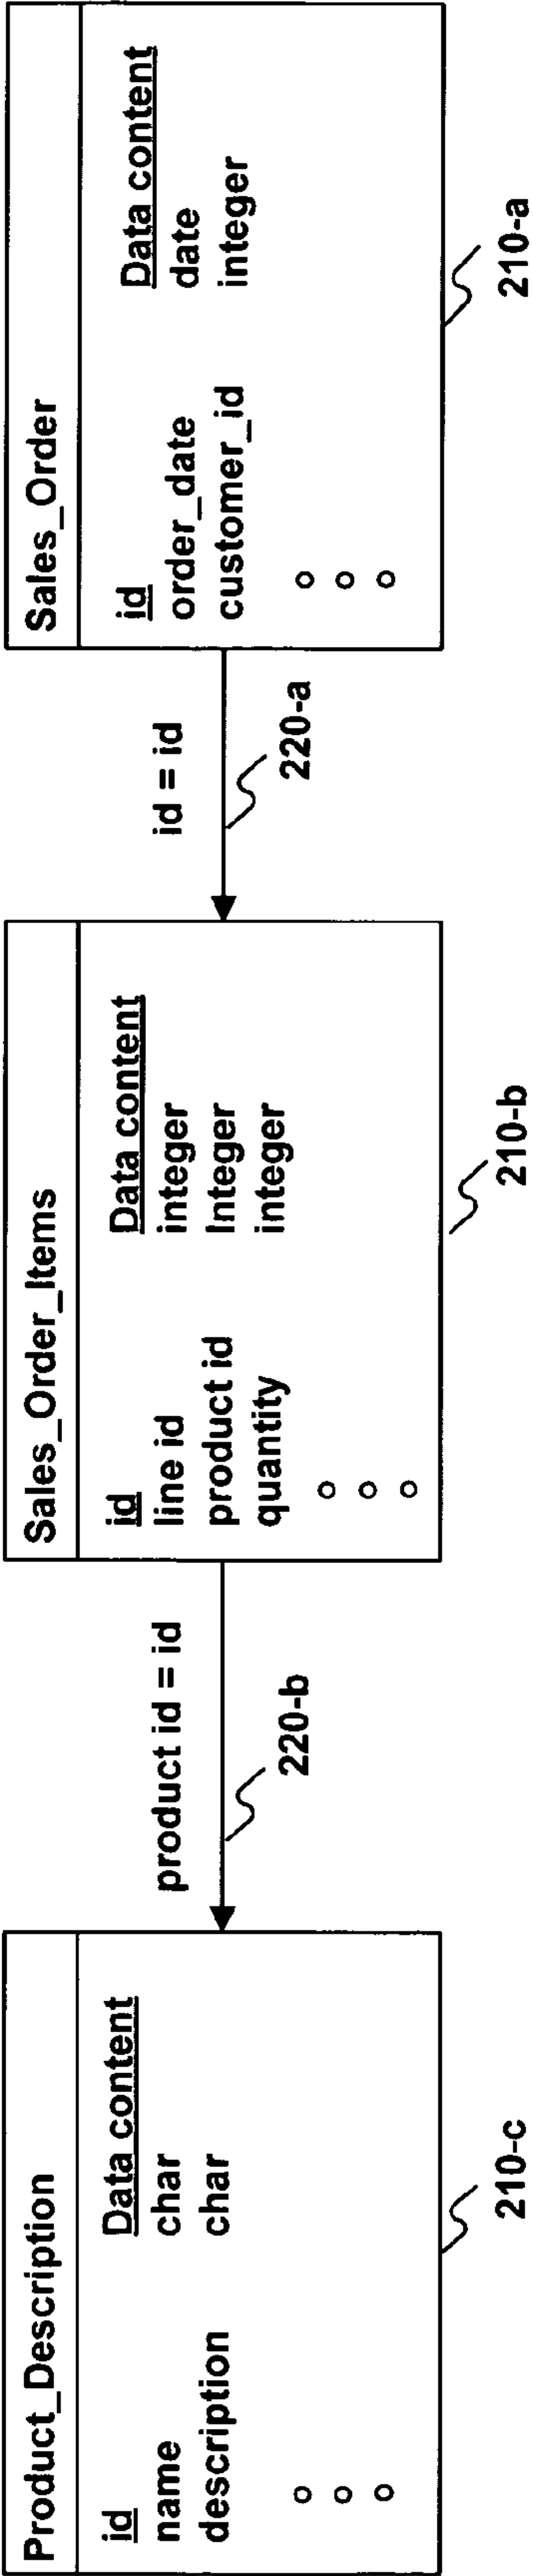 Product_Description
id Data content
name char
description char
210-c
product id = id
220-b
Sales_Order_Items
id Data content
line id integer
product id Integer
quantity integer
210-b
id = id
220-a
Sales_Order
id Data content
order_date date
customer_id integer
210-a